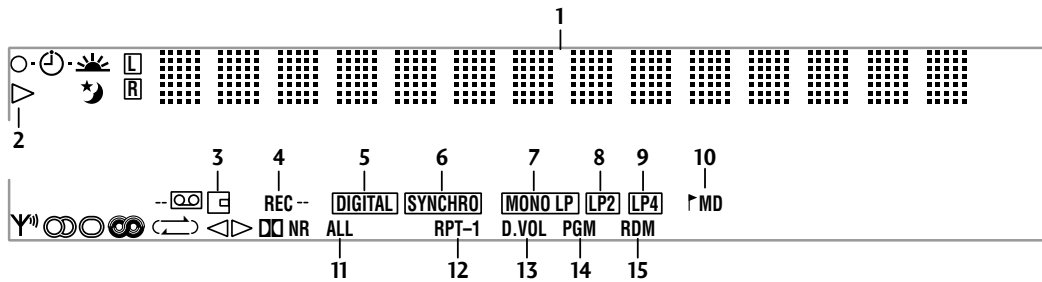 1
L
R
2
3 4 5 6 7 8 9 10
REC -- DIGITAL SYNCHRO MONO LP LP2 LP4 MD
NR ALL RPT–1 D.VOL PGM RDM
11 12 13 14 15